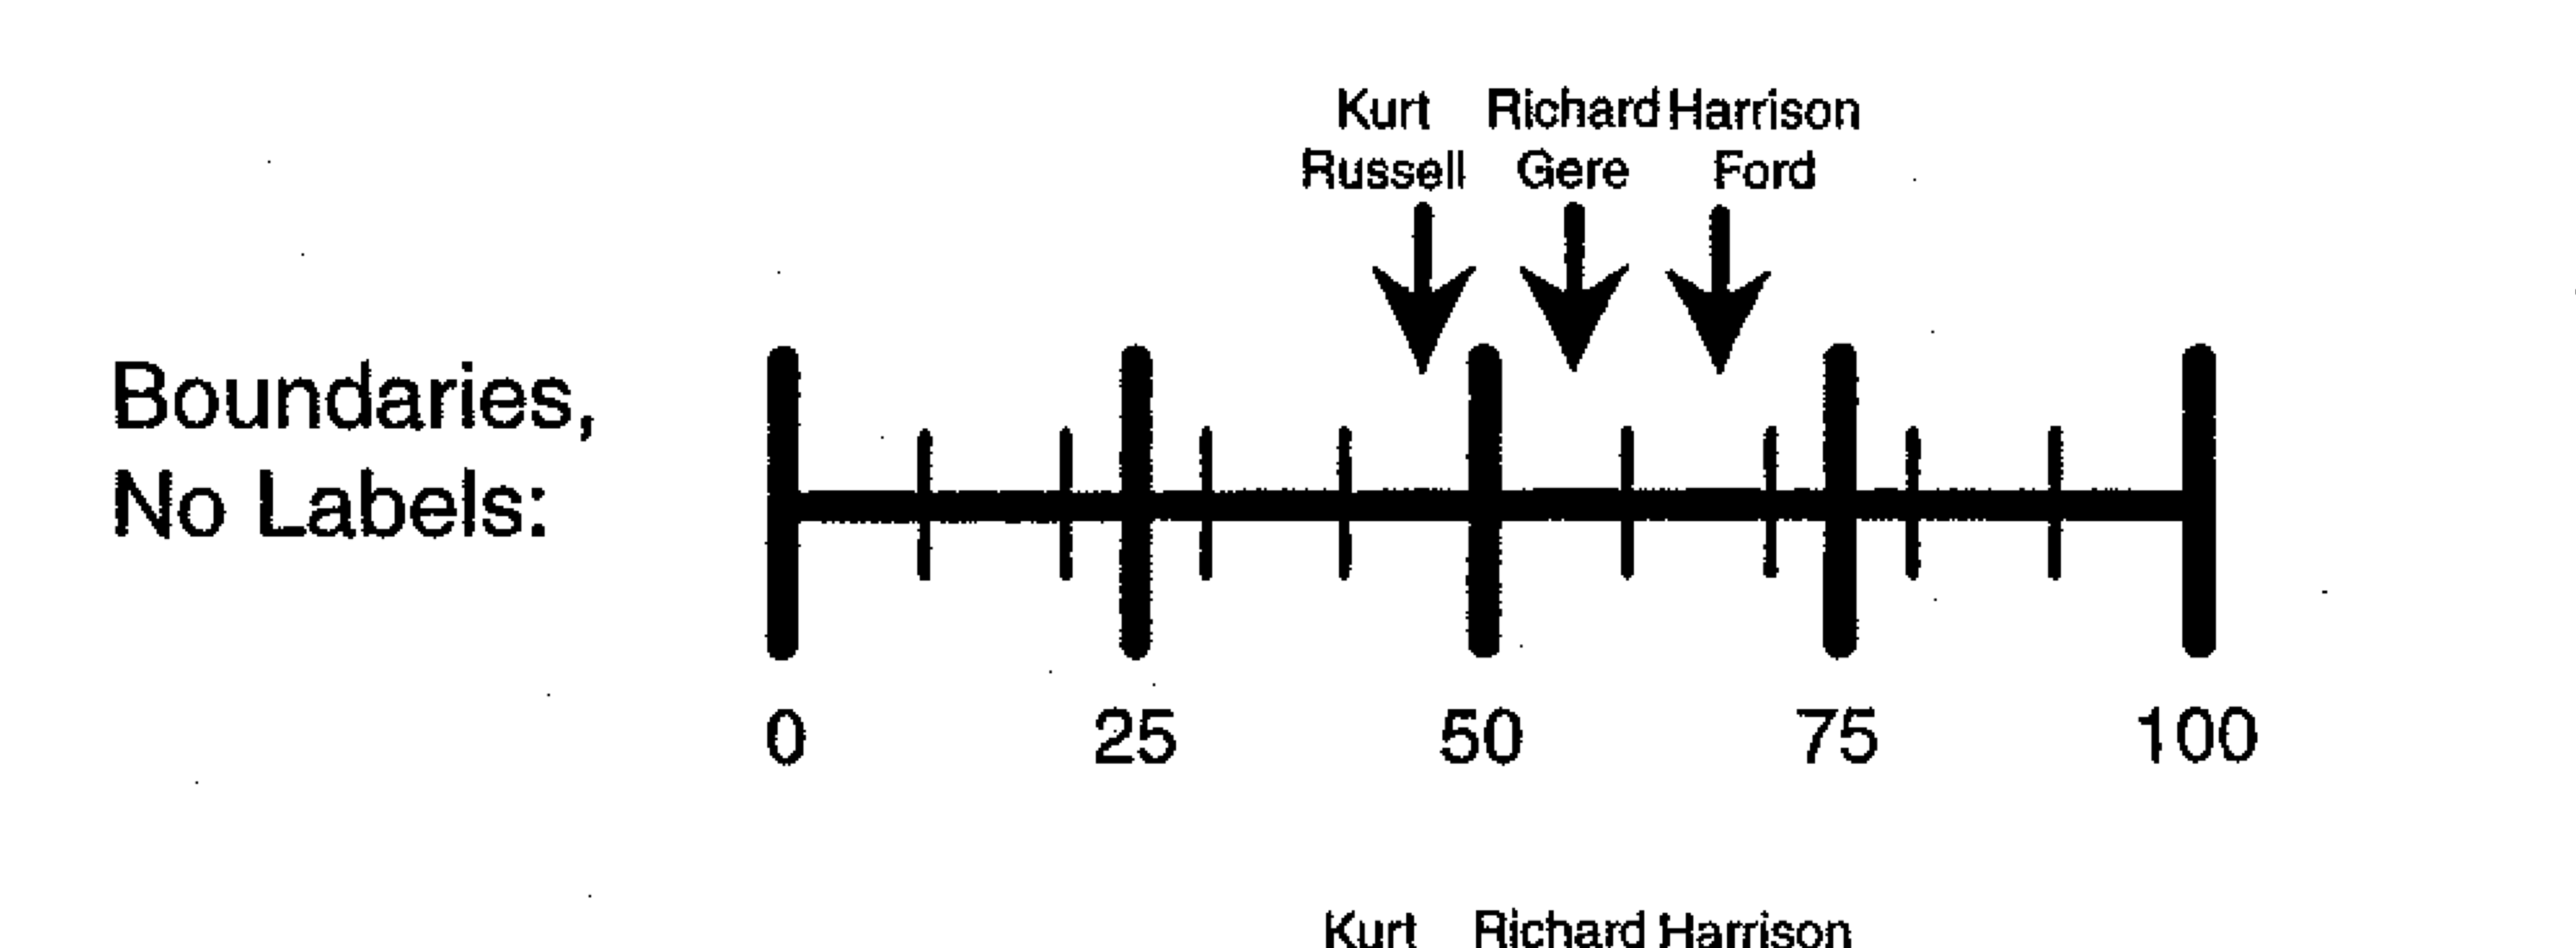 Kurt Richard Harrison
Russell Gere Ford
Boundaries,
No Labels:
0 25 50 75 100
Kurt Richard Harrison